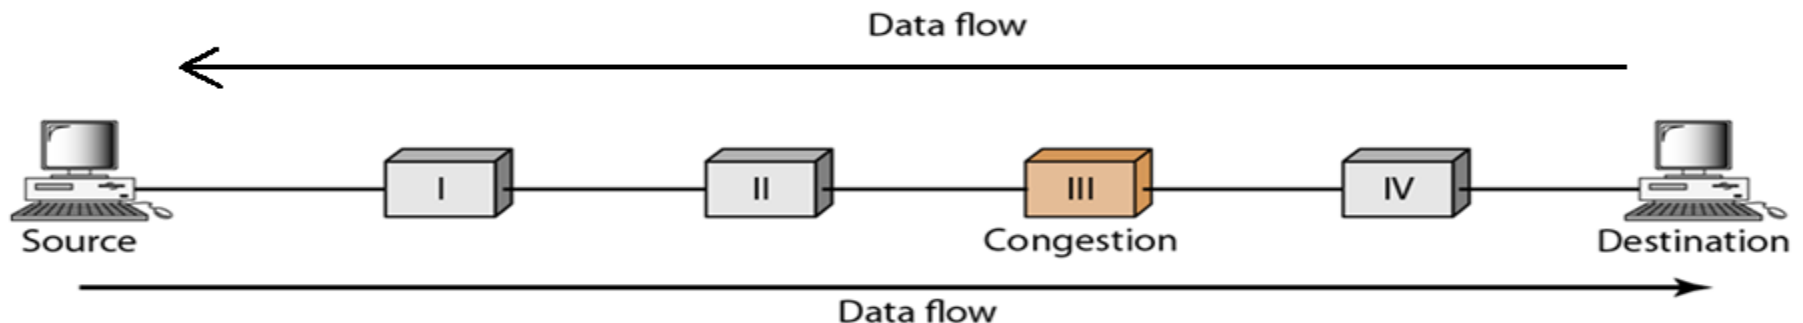 Data flow
I
II
III
IV
Source
Congestion
Destination
Data flow